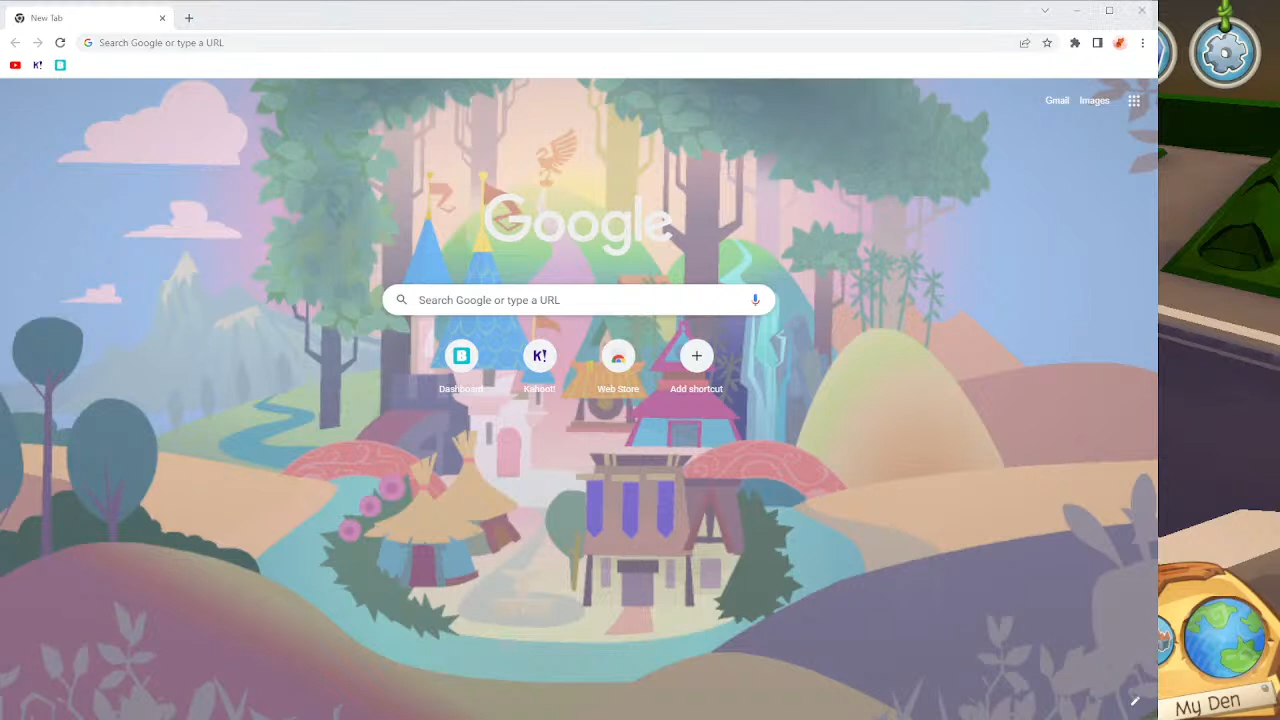 New Tab
Search Google or type a URL
K!
B
Gmail Images
Google
Search Google or type a URL
B K!
Dashboard Kahoot! Web Store Add shortcut
My Den